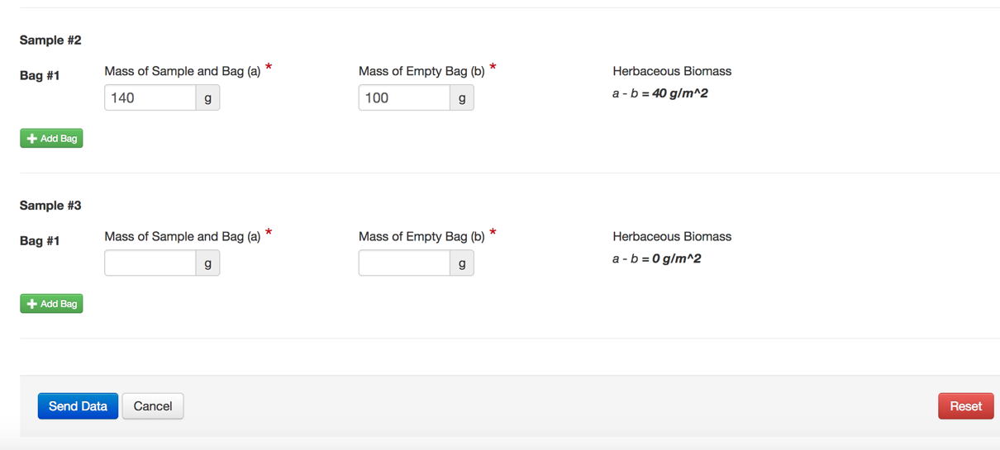 Sample #2
Bag #1 Mass of Sample and Bag (a) * Mass of Empty Bag (b) * Herbaceous Biomass
140 g 100 g a - b = 40 g/m^2
Add Bag
Sample #3
Bag #1 Mass of Sample and Bag (a) * Mass of Empty Bag (b) * Herbaceous Biomass
g g a - b = 0 g/m^2
Add Bag
Send Data Cancel Reset